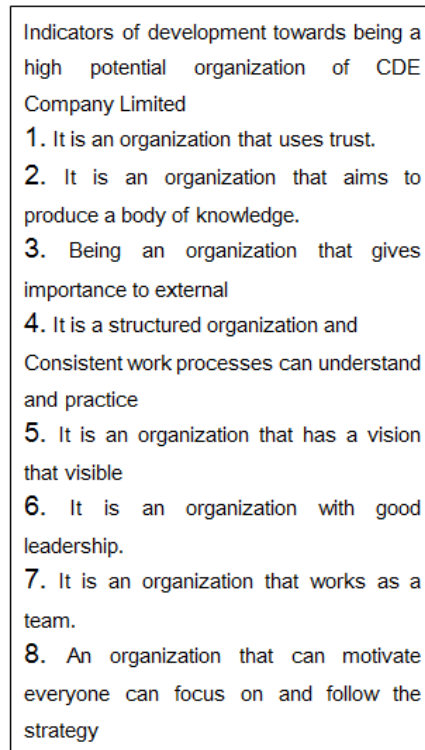 Indicators of development towards being a
high potential organization of CDE
Company Limited
1. It is an organization that uses trust.
2. It is an organization that aims to
produce a body of knowledge.
3. Being an organization that gives
importance to external
4. It is a structured organization and
Consistent work processes can understand
and practice
5. It is an organization that has a vision
that visible
6. It is an organization with good
leadership.
7. It is an organization that works as a
team.
8. An organization that can motivate
everyone can focus on and follow the
strategy